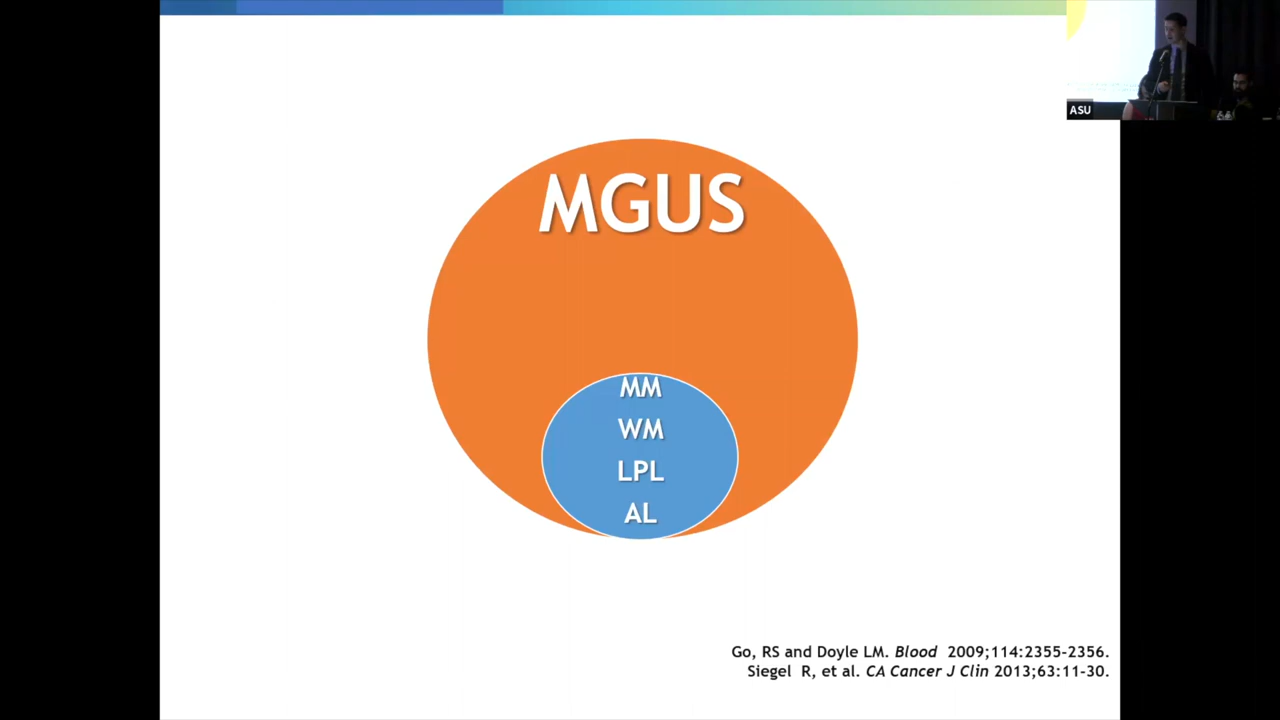 ASU
MGUS
MM
WM
LPL
AL
Go, RS and Doyle LM. Blood 2009;114:2355-2356.
Siegel R, et al. CA Cancer J Clin 2013;63:11-30.